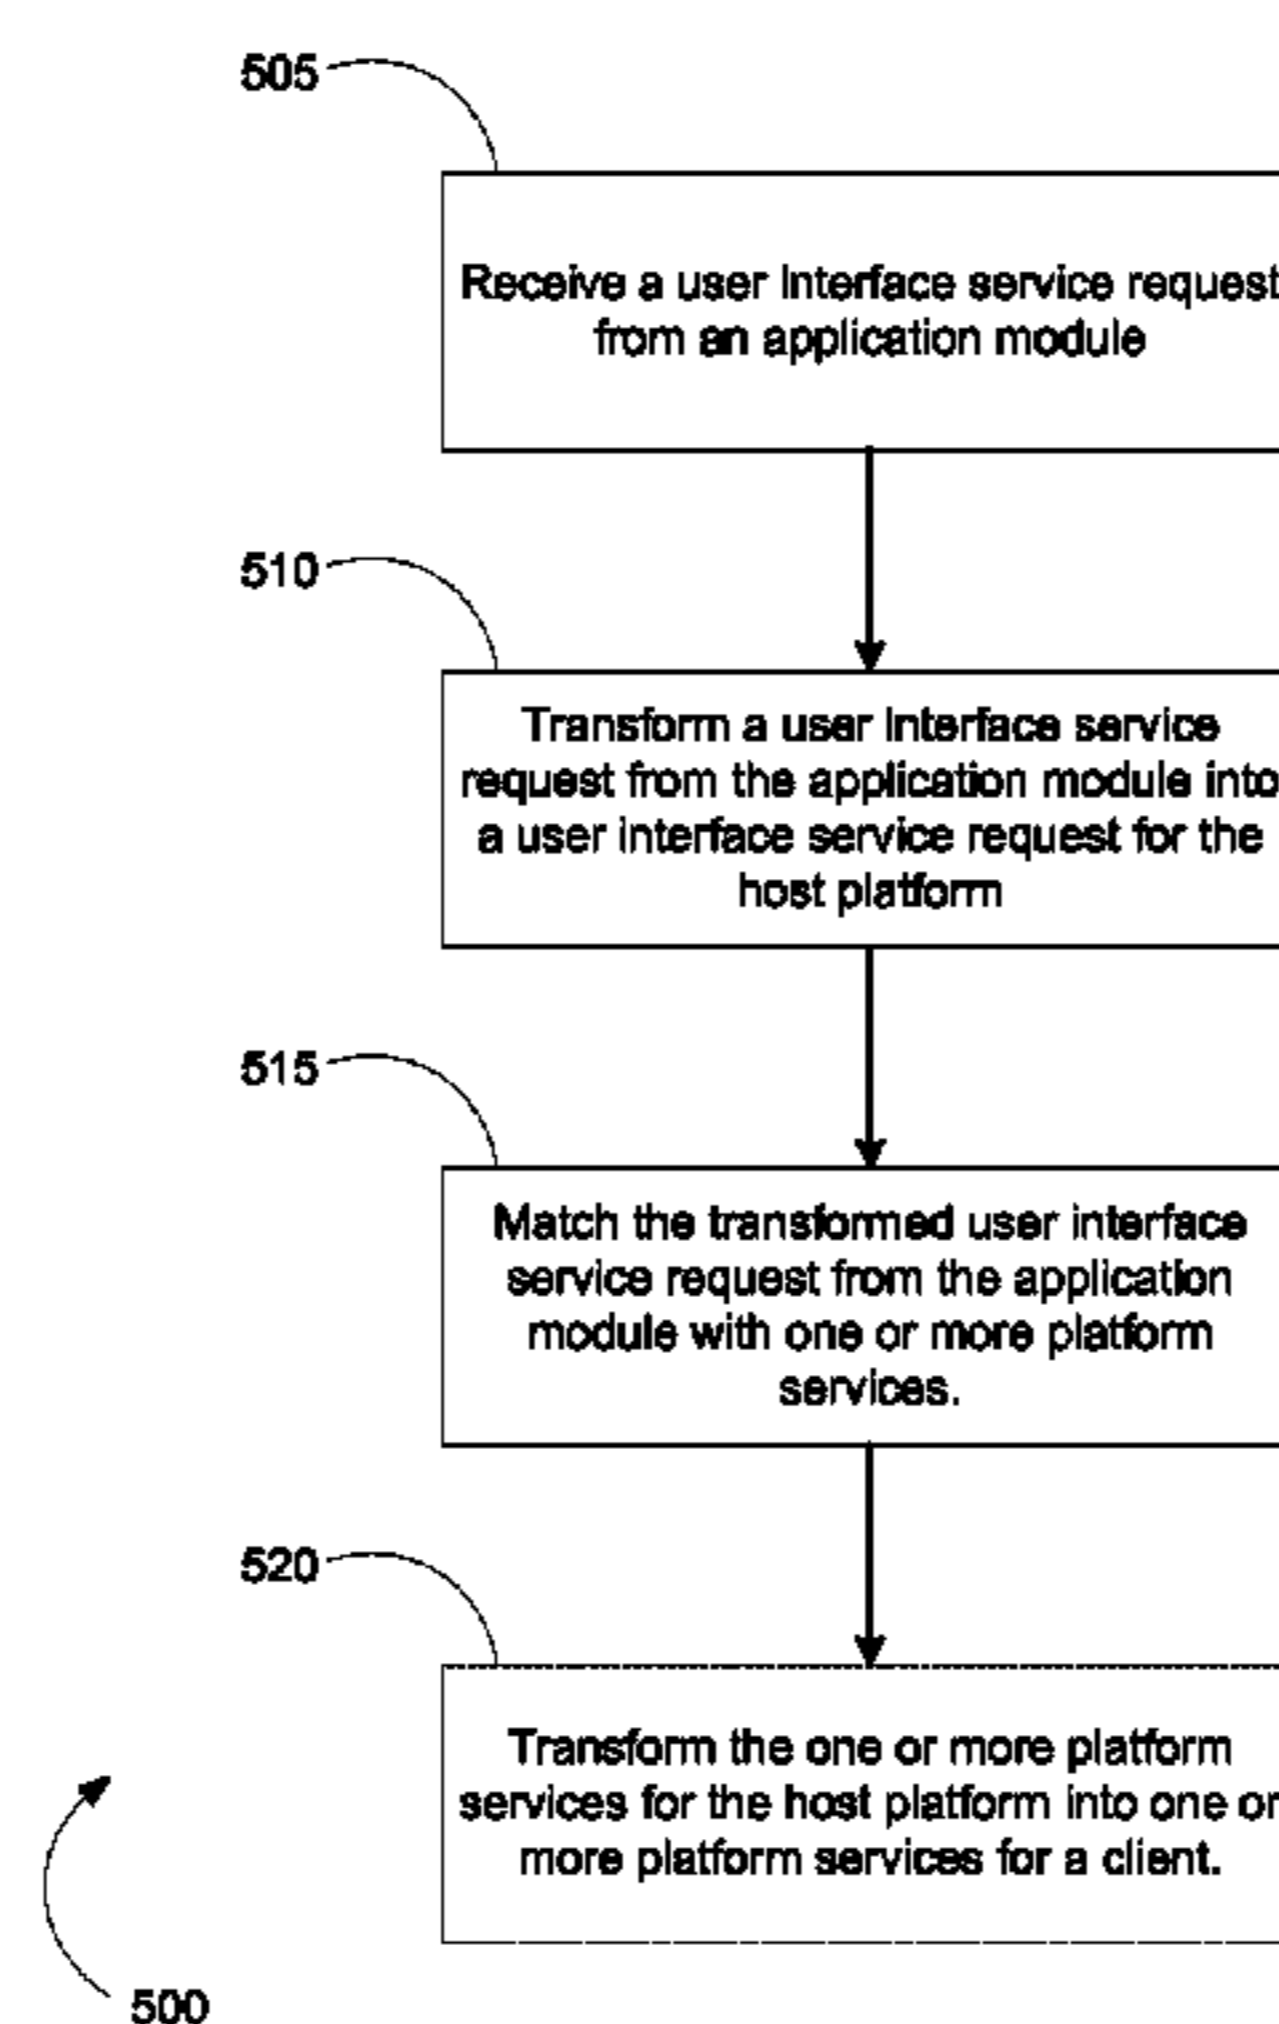 505
Receive a user interface service request
from an application module
510
Transform a user interface service
request from the application module into
a user interface service request for the
host platform
515
Match the transformed user interface
service request from the application
module with one or more platform
services.
520
Transform the one or more platform
services for the host platform into one or
more platform services for a client.
500